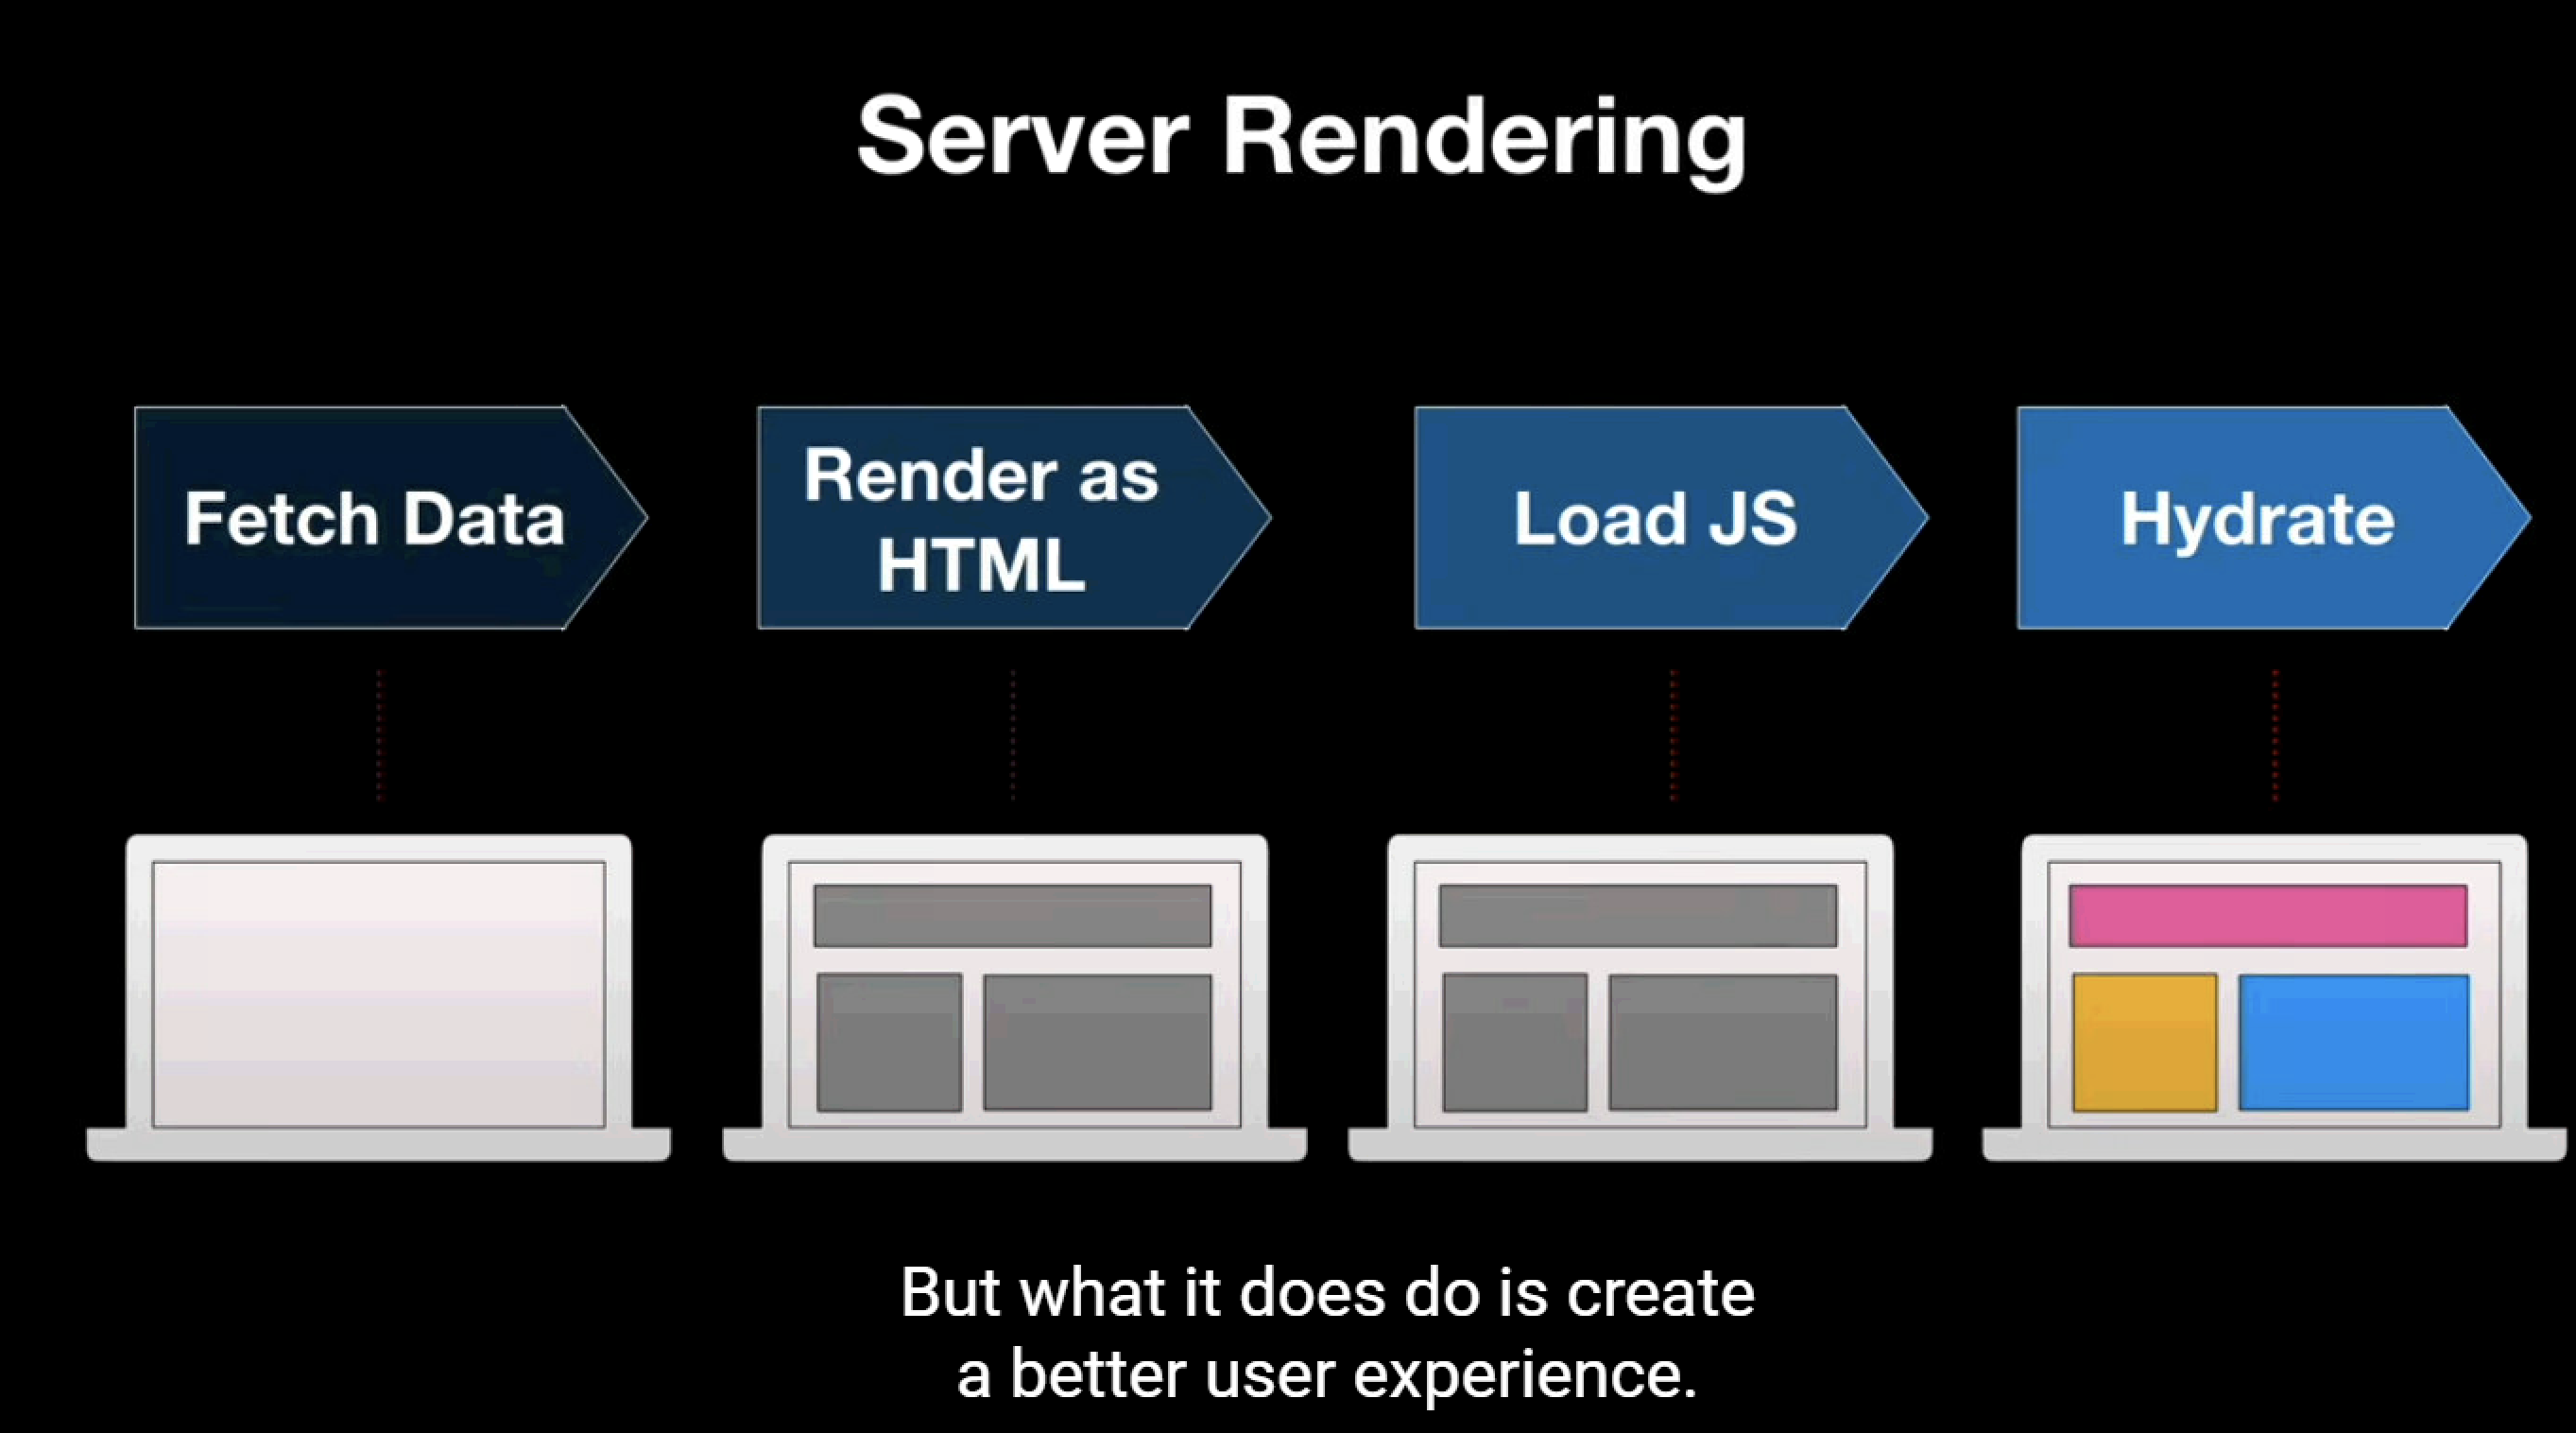 Server Rendering
Fetch Data
Render as
HTML
Load JS
Hydrate
But what it does do is create
a better user experience.